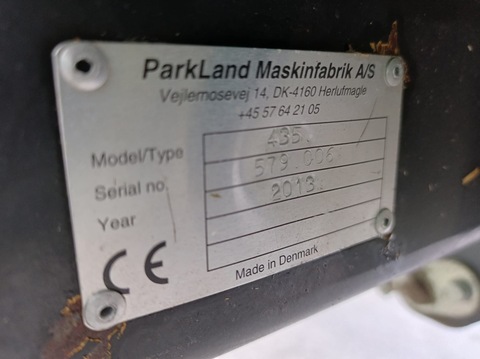 ParkLand Maskinfabrik A/S
Vejlemosevej 14, DK-4160 Herlufmagle
+45 57 64 21 05
Model/Type 435.
Serial no. 579.006
Year 2013.
CE
Made in Denmark